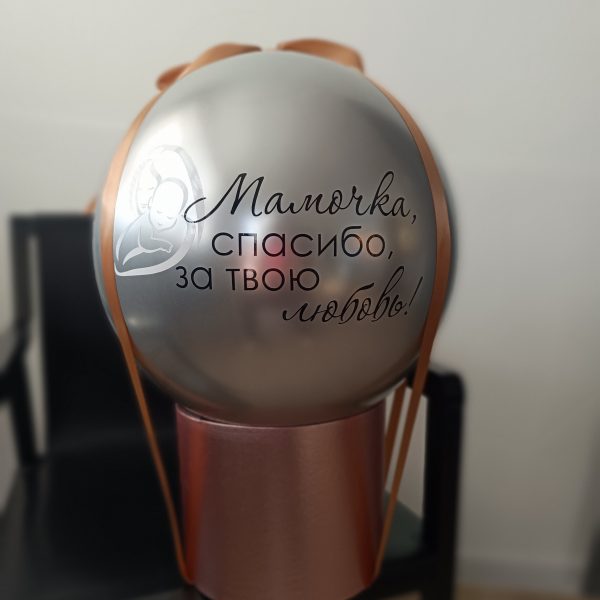 Мамочка,
спасибо,
за твою
любовь!